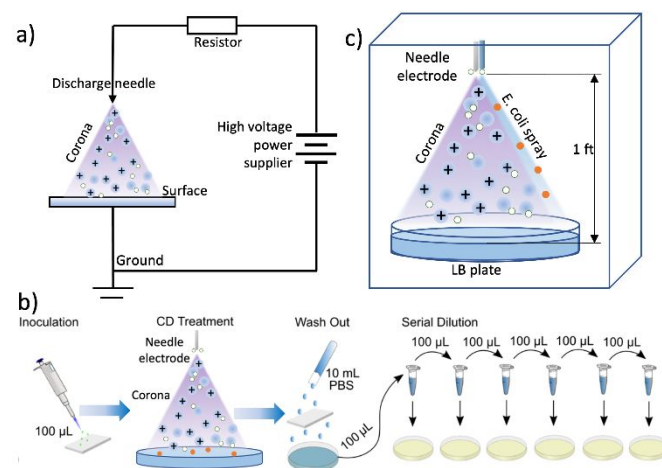 a)
Resistor
Discharge needle
Corona
High voltage
power
supplier
Surface
Ground
c)
Needle
electrode
Corona
E. coli spray
1 ft
LB plate
b)
Inoculation
100 µL
CD Treatment
Needle
electrode
Corona
Wash Out
10 mL
PBS
100 µL
Serial Dilution
100 µL
100 µL
100 µL
100 µL
100 µL